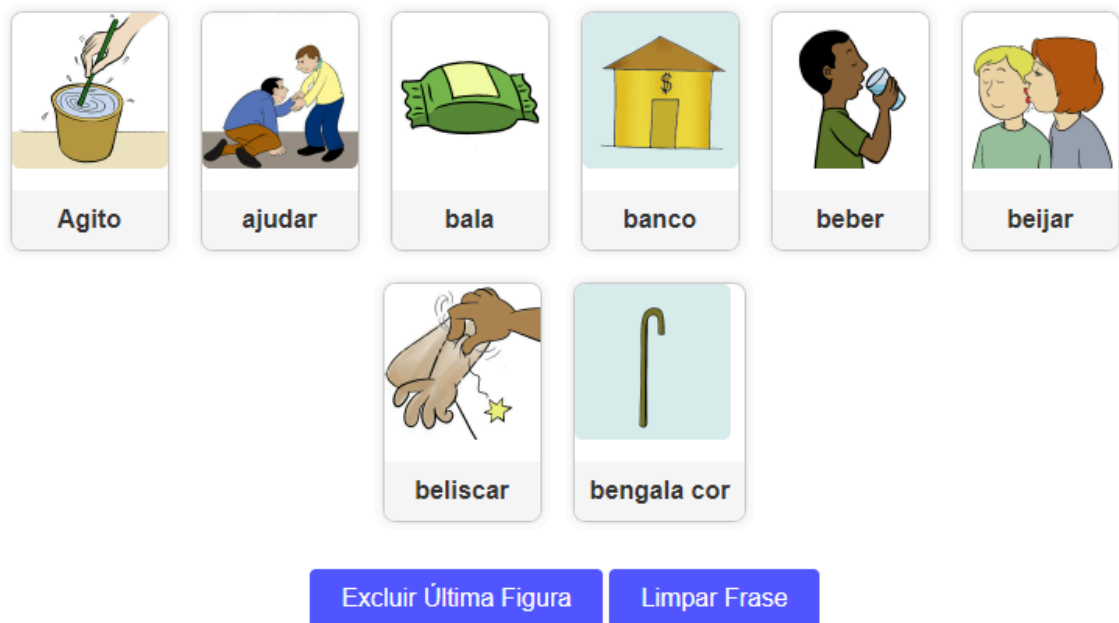 Agito
ajudar
bala
$
banco
beber
beijar
beliscar
bengala cor
Excluir Última Figura
Limpar Frase